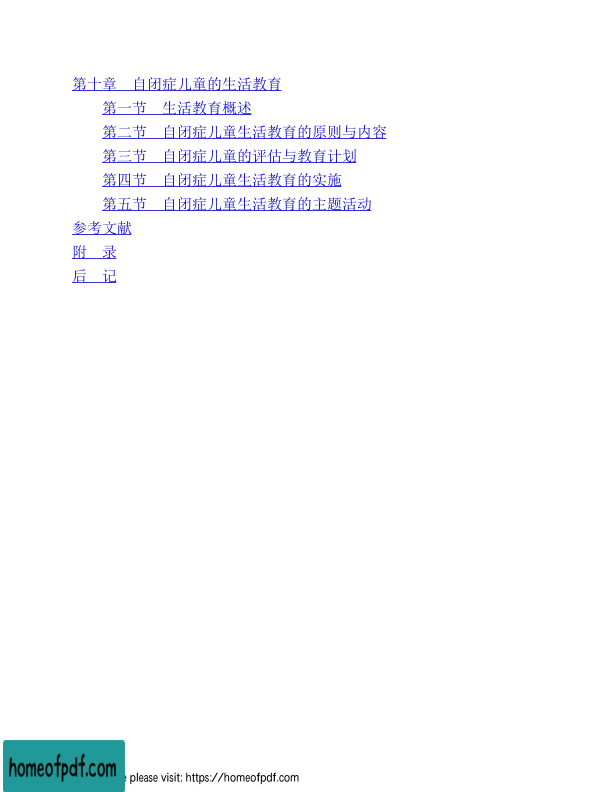 第十章　自闭症儿童的生活教育
第一节　生活教育概述
第二节　自闭症儿童生活教育的原则与内容
第三节　自闭症儿童的评估与教育计划
第四节　自闭症儿童生活教育的实施
第五节　自闭症儿童生活教育的主题活动
参考文献
附　录
后　记
homeofpdf.com
please visit: https://homeofpdf.com